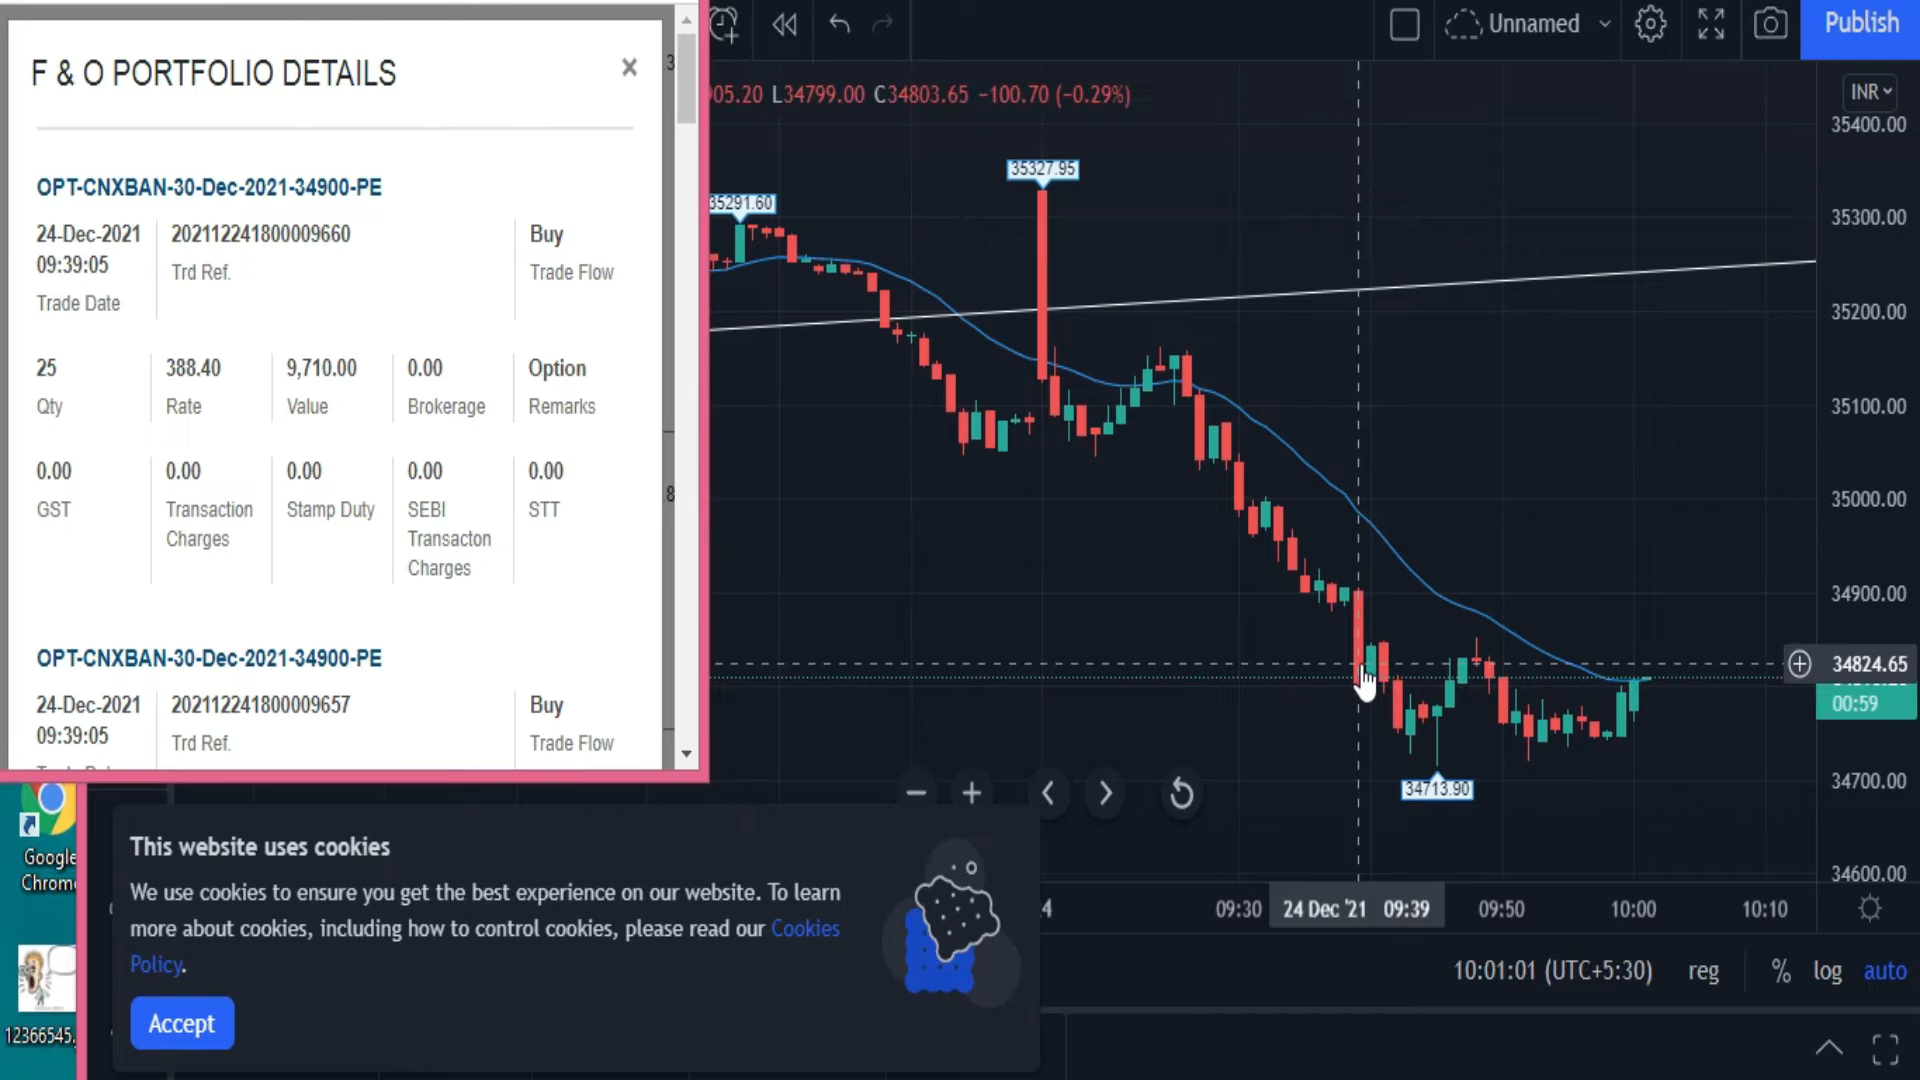 F & O PORTFOLIO DETAILS
×
OPT-CNXBAN-30-Dec-2021-34900-PE
24-Dec-2021 202112241800009660 Buy
09:39:05 Trd Ref. Trade Flow
Trade Date
25 388.40 9,710.00 0.00 Option
Qty Rate Value Brokerage Remarks
0.00 0.00 0.00 0.00 0.00
GST Transaction Stamp Duty SEBI STT
Charges Transacton
Charges
OPT-CNXBAN-30-Dec-2021-34900-PE
24-Dec-2021 202112241800009657 Buy
09:39:05 Trd Ref. Trade Flow
Unnamed
Publish
05.20 L34799.00 C34803.65 −100.70 (−0.29%)
INR
35400.00
35300.00
35200.00
35100.00
35000.00
34900.00
34824.65
00:59
34700.00
34600.00
35291.60
35327.95
34713.90
09:30 24 Dec '21 09:39 09:50 10:00 10:10
10:01:01 (UTC+5:30) reg % log auto
Google
Chrome
12366545.
This website uses cookies
We use cookies to ensure you get the best experience on our website. To learn
more about cookies, including how to control cookies, please read our Cookies
Policy.
Accept